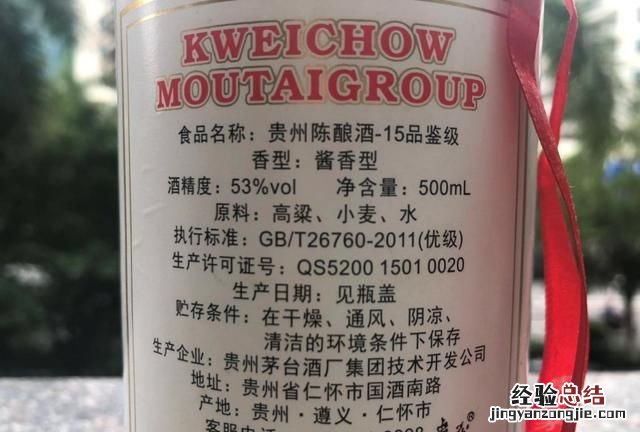 KWEICHOW
MOUTAIGROUP
食品名称：贵州陈酿酒-15品鉴级
香型：酱香型
酒精度：53%vol 净含量：500mL
原料：高粱、小麦、水
执行标准：GB/T26760-2011(优级)
生产许可证号：QS5200 1501 0020
生产日期：见瓶盖
贮存条件：在干燥、通风、阴凉、
清洁的环境条件下保存
生产企业：贵州茅台酒厂集团技术开发公司
地址：贵州省仁怀市国酒南路
产地：贵州·遵义·仁怀市
客服电话
经验总结
jingyanzongjie.com